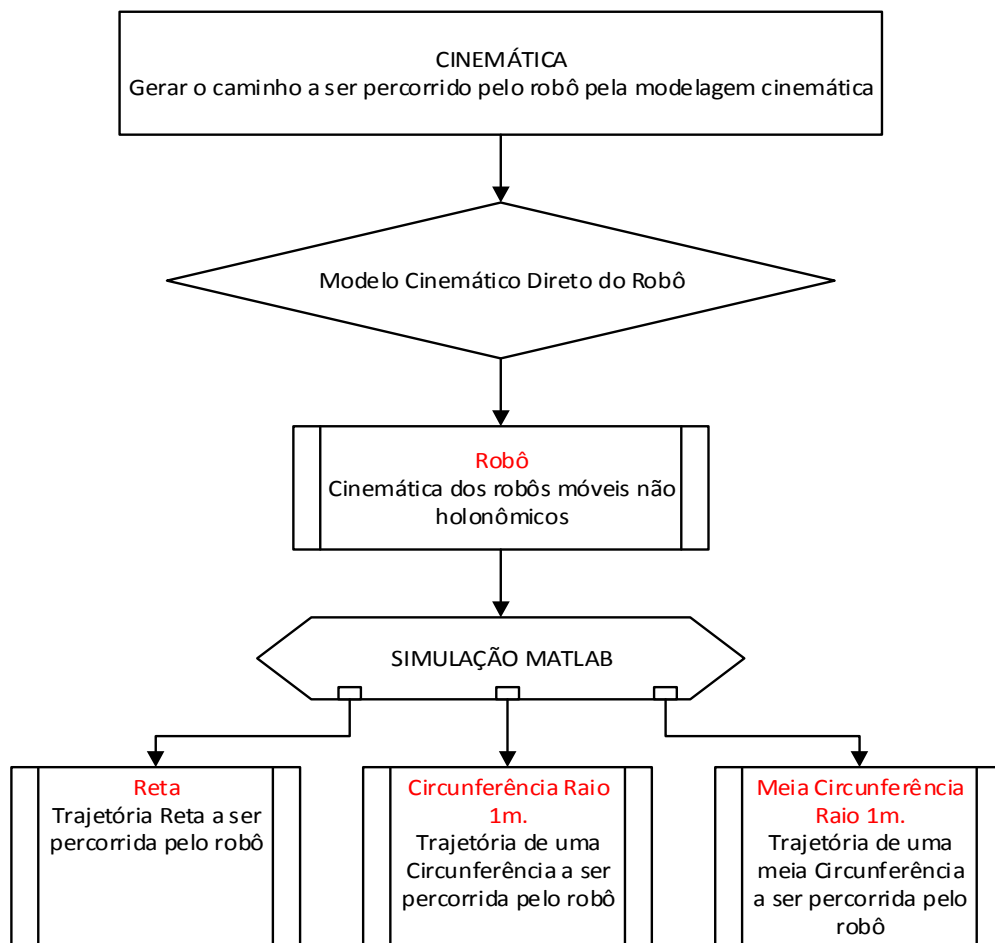 CINEMÁTICA
Gerar o caminho a ser percorrido pelo robô pela modelagem cinemática
Modelo Cinemático Direto do Robô
Robô
Cinemática dos robôs móveis não
holonômicos
SIMULAÇÃO MATLAB
Reta
Trajetória Reta a ser
percorrida pelo robô
Circunferência Raio
1m.
Trajetória de uma
Circunferência a ser
percorrida pelo robô
Meia Circunferência
Raio 1m.
Trajetória de uma
meia Circunferência
a ser percorrida pelo
robô